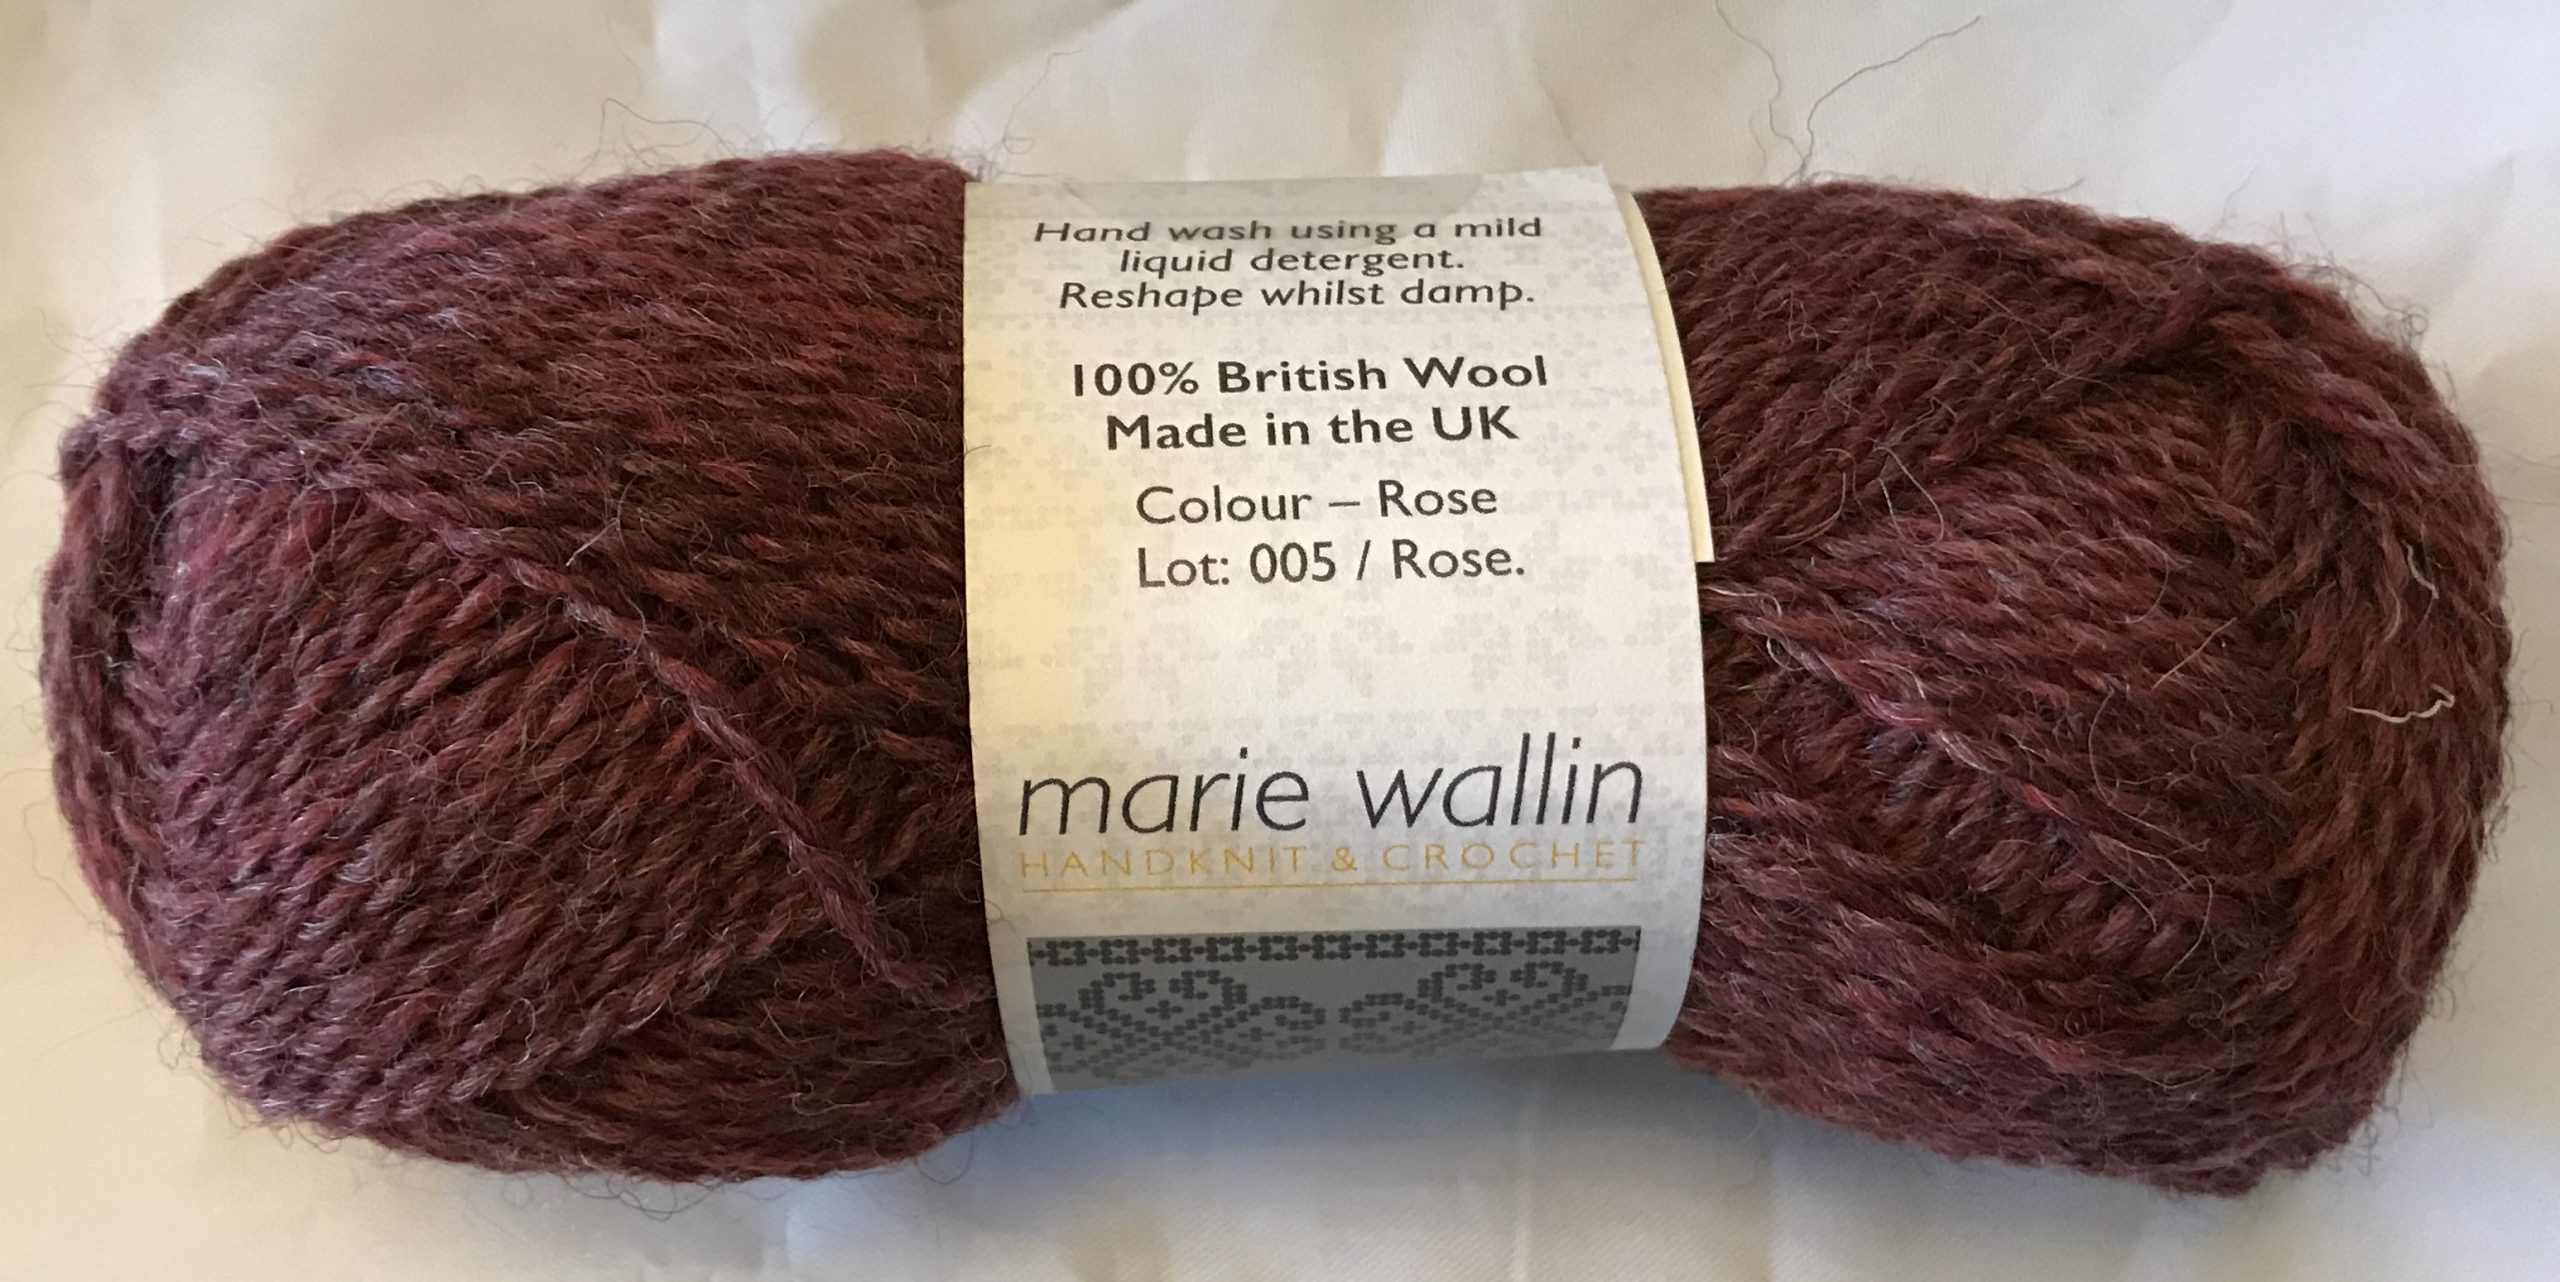 Hand wash using a mild
liquid detergent.
Reshape whilst damp.
100% British Wool
Made in the UK
Colour – Rose
Lot: 005 / Rose.
marie wallin
HANDKNIT & CROCHET